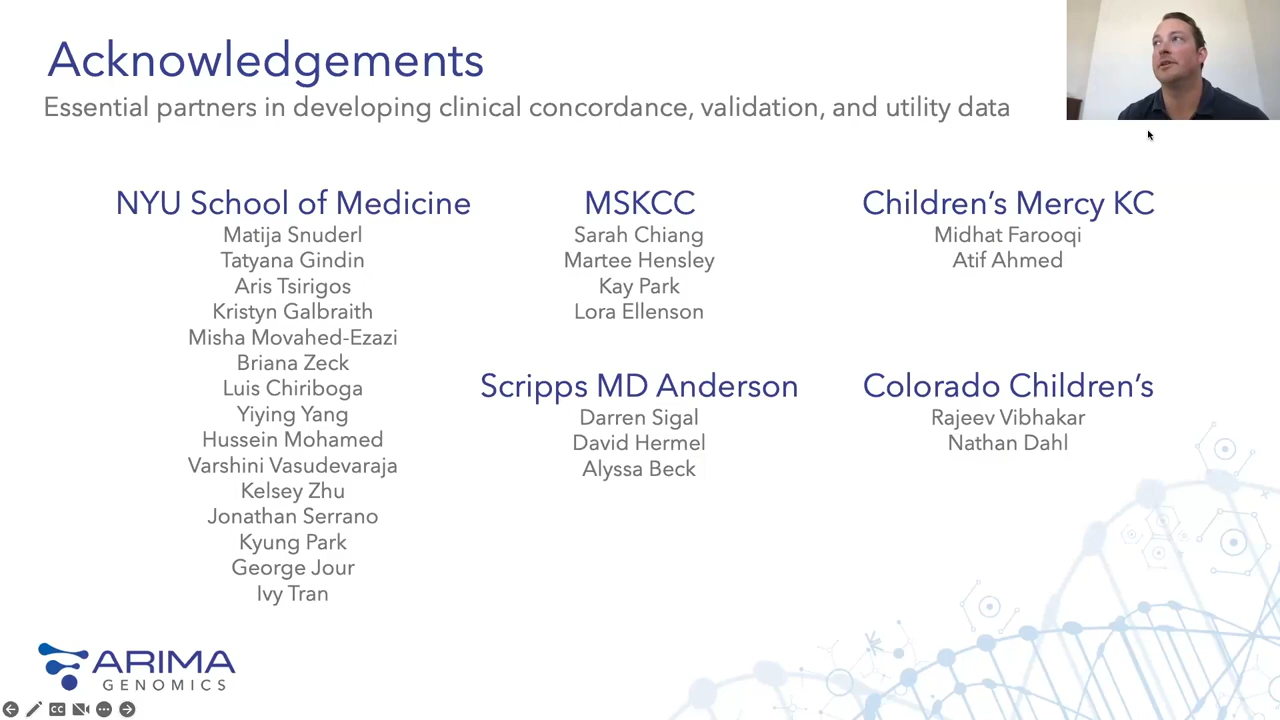 Acknowledgements
Essential partners in developing clinical concordance, validation, and utility data
NYU School of Medicine
Matija Snuderl
Tatyana Gindin
Aris Tsirigos
Kristyn Galbraith
Misha Movahed-Ezazi
Briana Zeck
Luis Chiriboga
Yiying Yang
Hussein Mohamed
Varshini Vasudevaraja
Kelsey Zhu
Jonathan Serrano
Kyung Park
George Jour
Ivy Tran
MSKCC
Sarah Chiang
Martee Hensley
Kay Park
Lora Ellenson
Scripps MD Anderson
Darren Sigal
David Hermel
Alyssa Beck
Children's Mercy KC
Midhat Farooqi
Atif Ahmed
Colorado Children's
Rajeev Vibhakar
Nathan Dahl
ARIMA
GENOMICS
CC